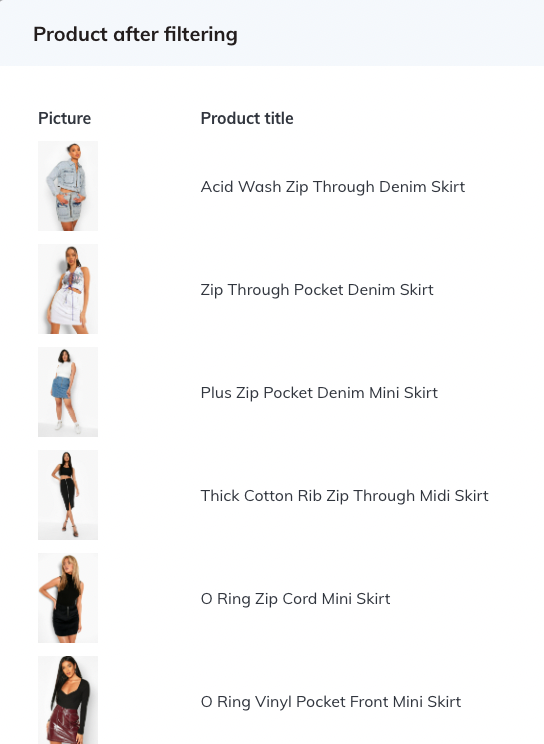 Product after filtering
Picture Product title
Acid Wash Zip Through Denim Skirt
Zip Through Pocket Denim Skirt
Plus Zip Pocket Denim Mini Skirt
Thick Cotton Rib Zip Through Midi Skirt
O Ring Zip Cord Mini Skirt
O Ring Vinyl Pocket Front Mini Skirt